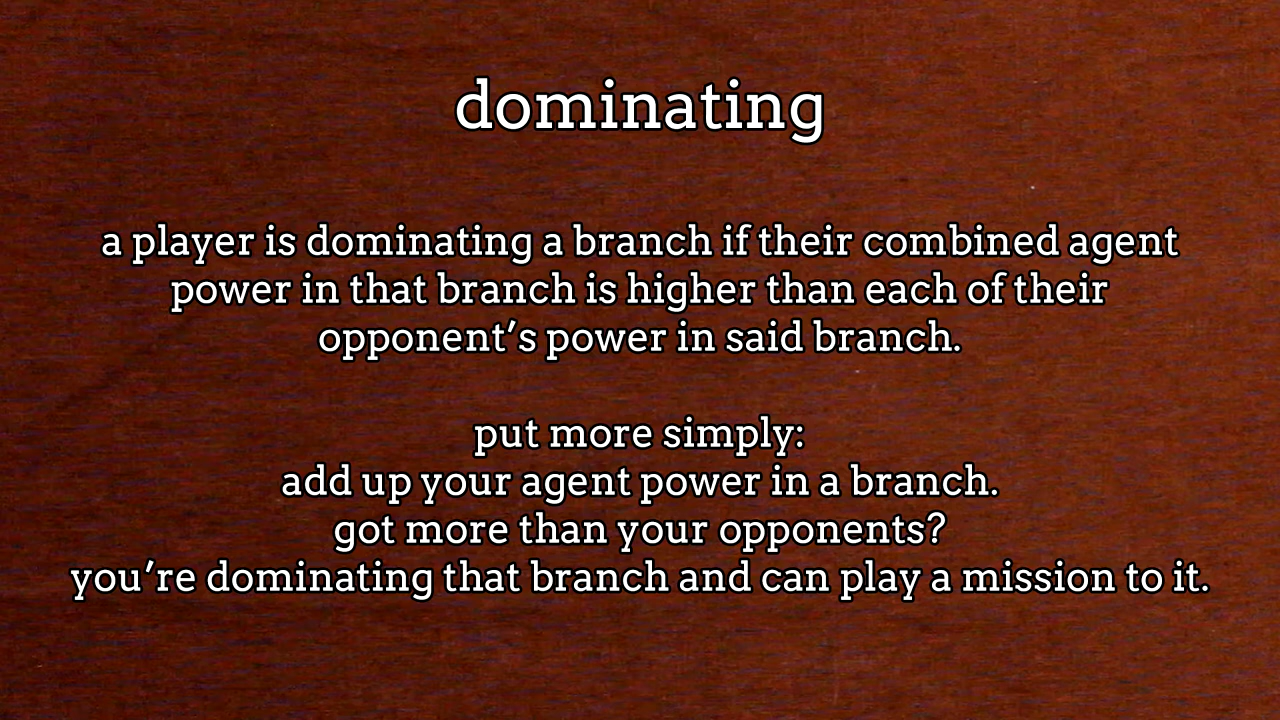 dominating
a player is dominating a branch if their combined agent
power in that branch is higher than each of their
opponent’s power in said branch.
put more simply:
add up your agent power in a branch.
got more than your opponents?
you’re dominating that branch and can play a mission to it.